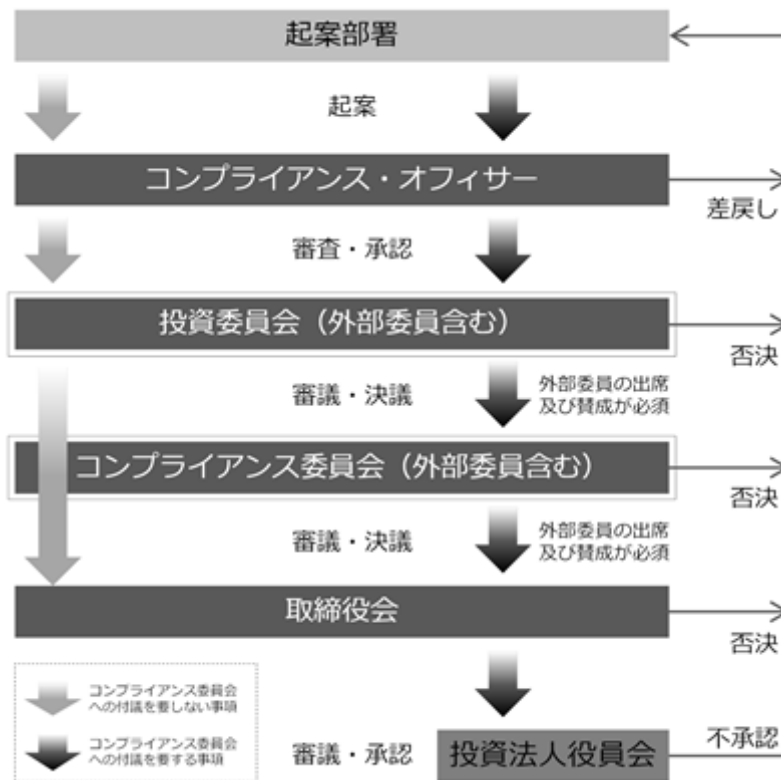 起案部署
起案
コンプライアンス・オフィサー
差戻し
審査・承認
投資委員会（外部委員含む）
否決
審議・決議
外部委員の出席
及び賛成が必須
コンプライアンス委員会（外部委員含む）
否決
審議・決議
外部委員の出席
及び賛成が必須
取締役会
否決
コンプライアンス委員会
への付議を要しない事項
コンプライアンス委員会
への付議を要する事項
審議・承認
投資法人役員会
不承認